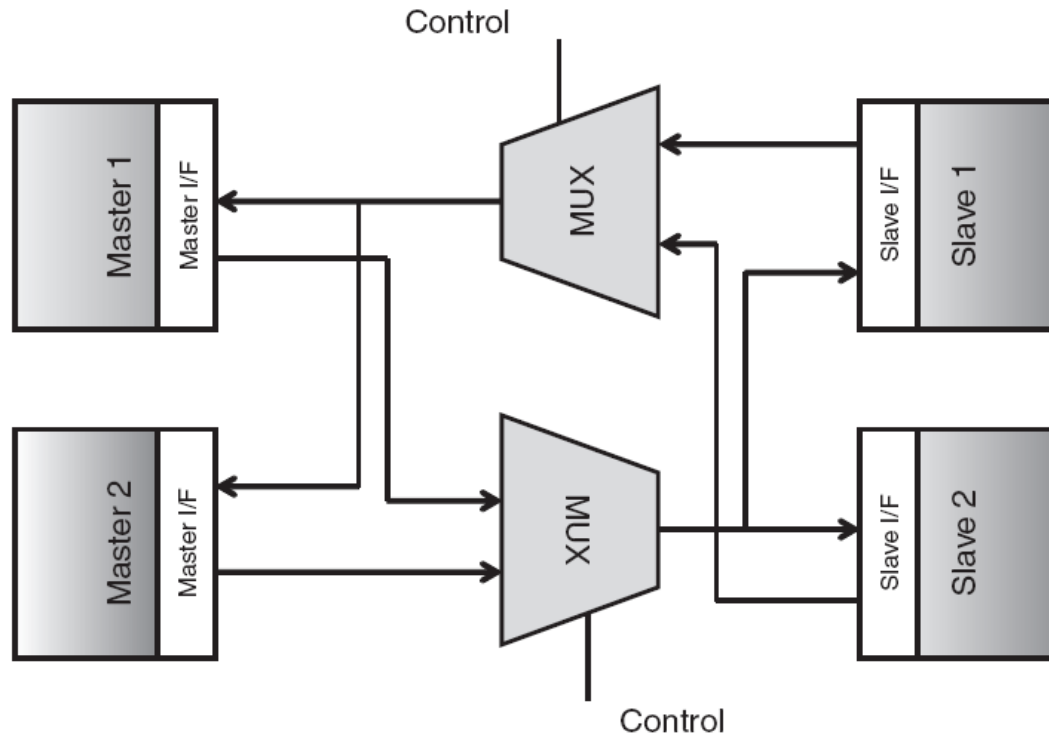 Control
Master 1
Master I/F
MUX
Slave I/F
Slave 1
Master 2
Master I/F
MUX
Slave I/F
Slave 2
Control